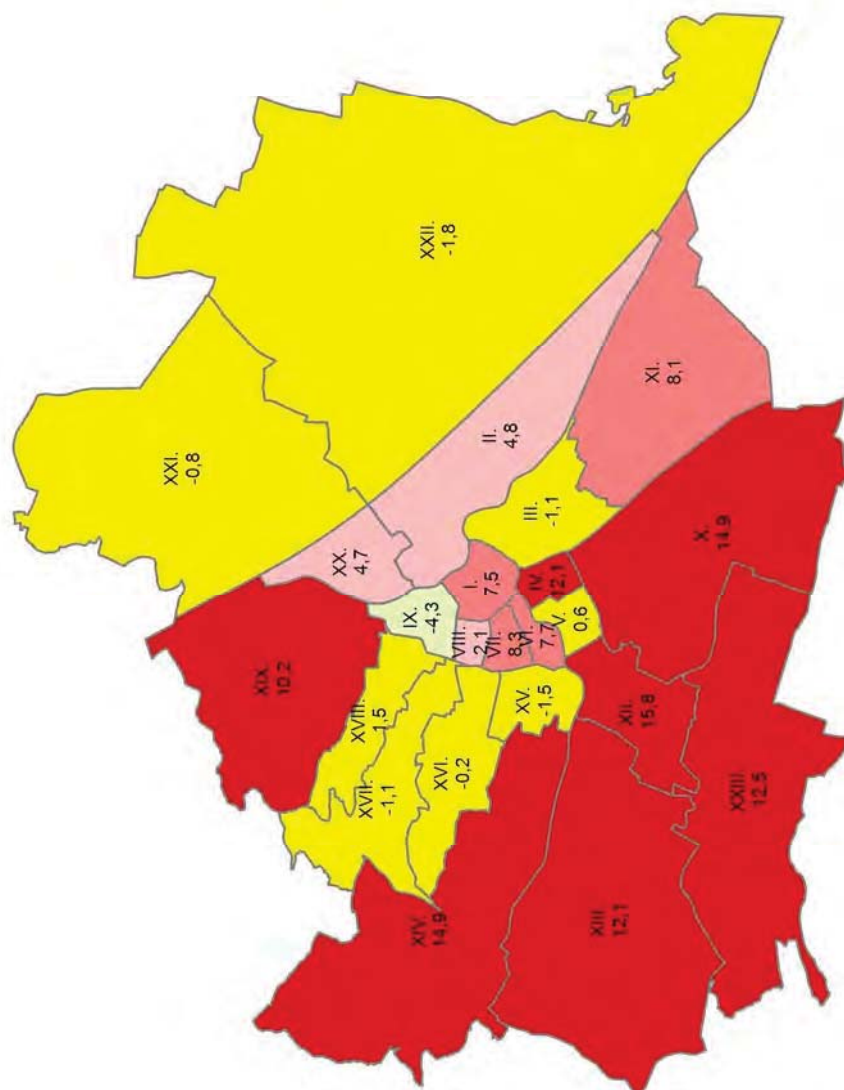 XXI.
-0,8
XIX.
10,2
XX.
4,7
XVIII.
1,5
XVII.
-1,1
IX.
-4,3
XIV.
14,9
XXII.
-1,8
XVI.
-0,2
VIII.
2,1
I.
7,5
II.
4,8
VII.
8,3
XV.
-1,5
VI.
7,7
III.
-1,1
IV.
12,1
V.
0,6
XIII.
12,1
XII.
15,8
XI.
8,1
X.
14,9
XXIII.
12,5